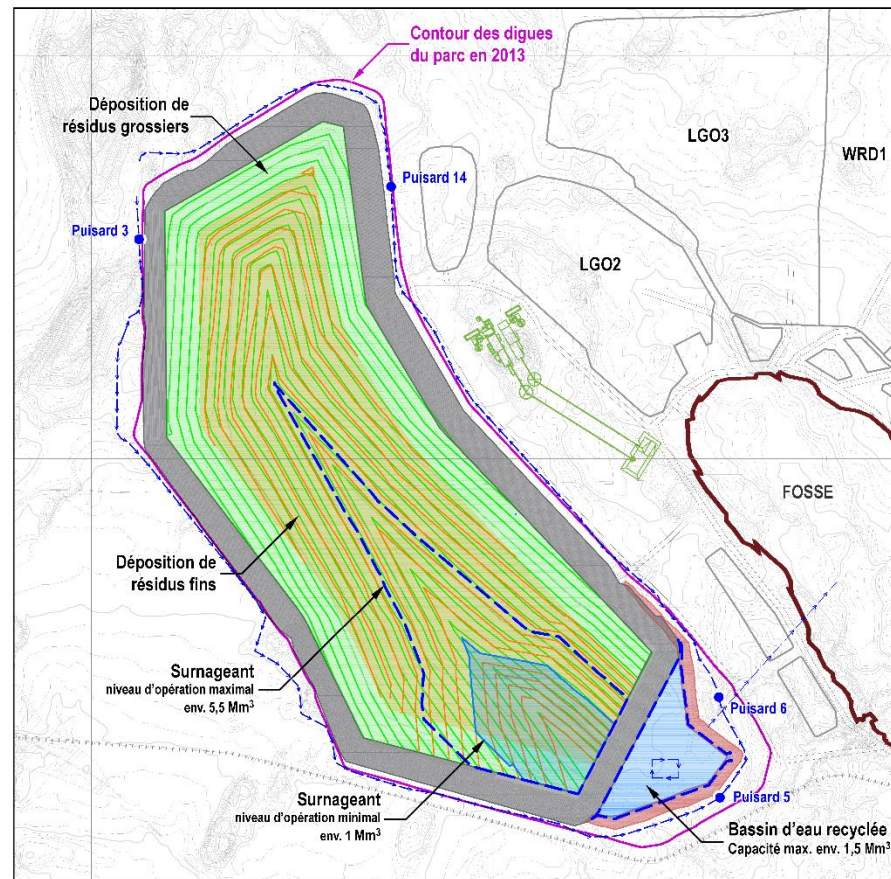 Contour des digues
du parc en 2013
Déposition de
résidus grossiers
LGO3
WRD1
Puisard 14
Puisard 3
LGO2
FOSSE
Déposition de
résidus fins
Surnageant
niveau d'opération maximal
env. 5,5 Mm³
Puisard 6
Surnageant
niveau d'opération minimal
env. 1 Mm³
Puisard 5
Bassin d'eau recyclée
Capacité max. env. 1,5 Mm³